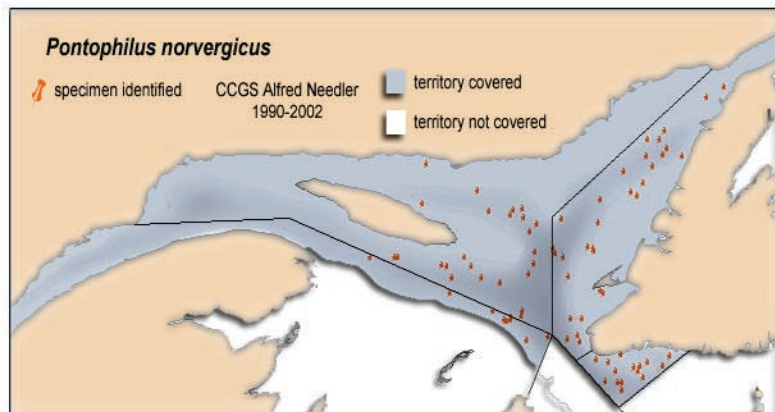 Pontophilus norvergicus
specimen identified
CCGS Alfred Needler
1990-2002
territory covered
territory not covered